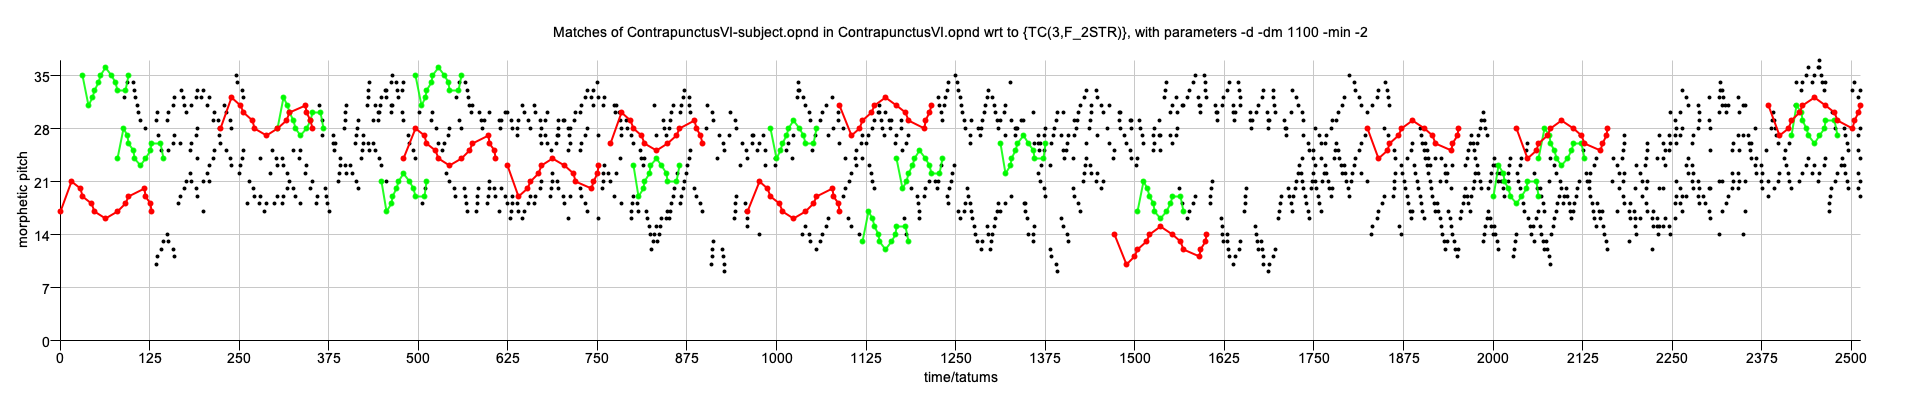 Matches of ContrapunctusVI-subject.opnd in ContrapunctusVI.opnd wrt to {TC(3,F_2STR)}, with parameters -d -dm 1100 -min -2
35
28
21
14
7
0
morphetic pitch
0 125 250 375 500 625 750 875 1000 1125 1250 1375 1500 1625 1750 1875 2000 2125 2250 2375 2500
time/tatums